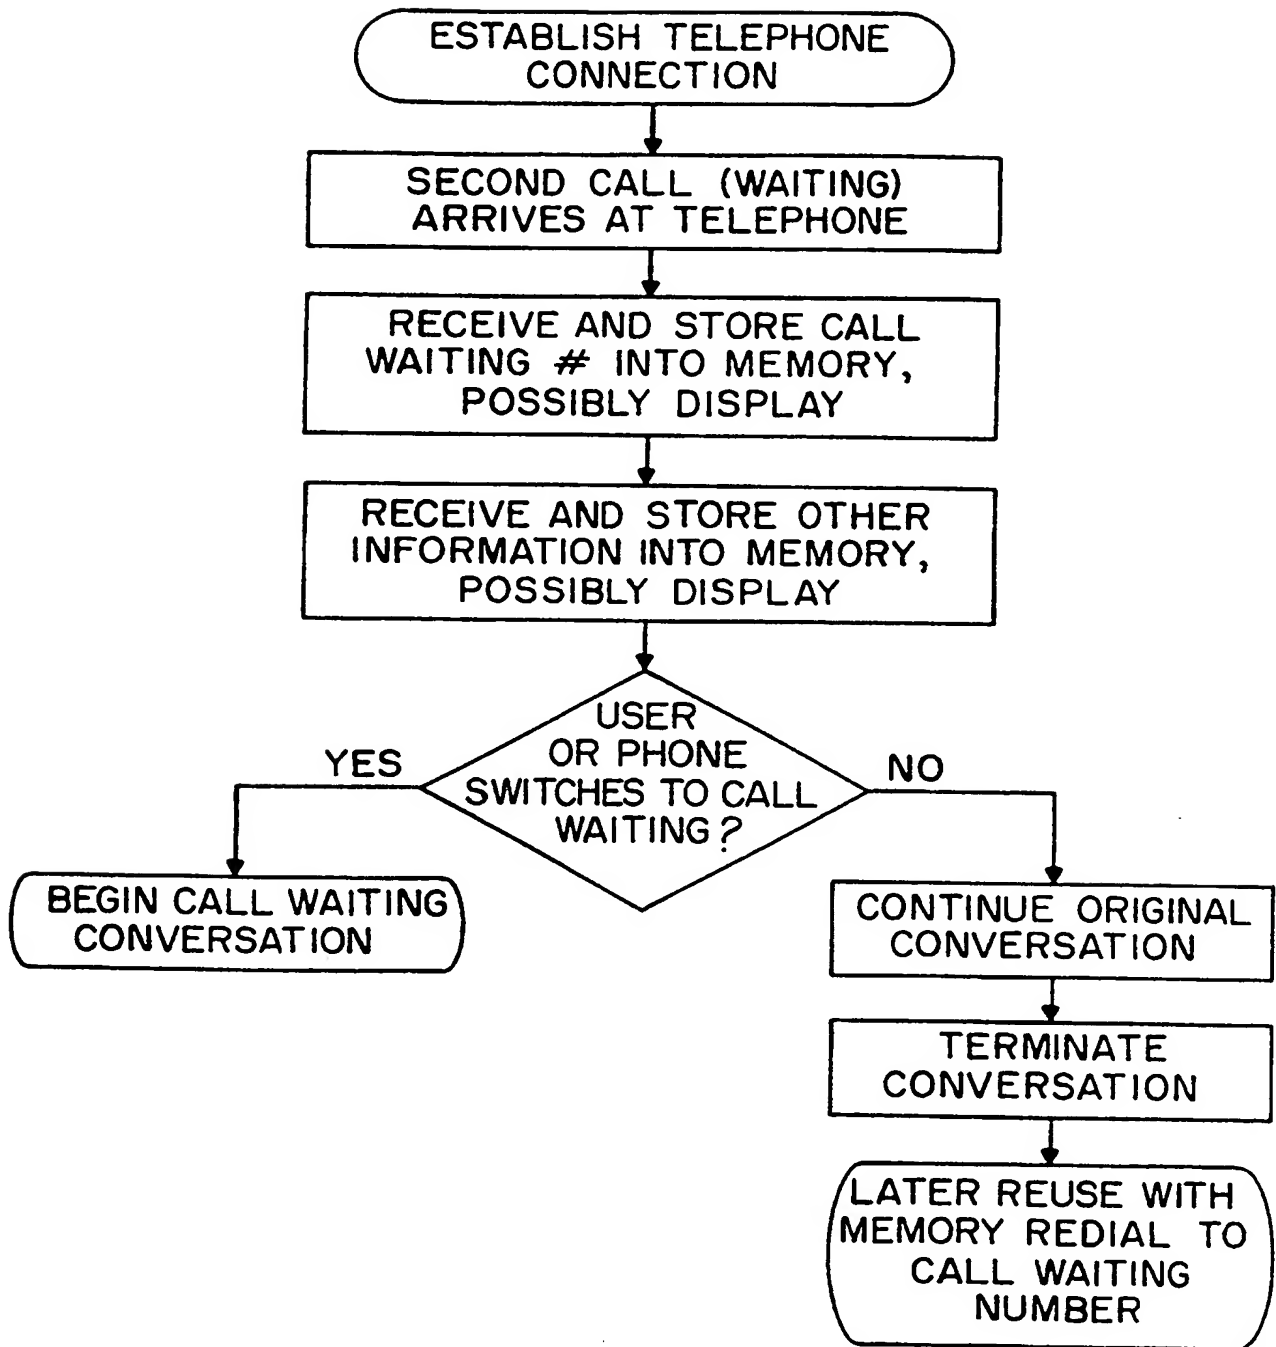 ESTABLISH TELEPHONE
CONNECTION
SECOND CALL (WAITING)
ARRIVES AT TELEPHONE
RECEIVE AND STORE CALL
WAITING # INTO MEMORY,
POSSIBLY DISPLAY
RECEIVE AND STORE OTHER
INFORMATION INTO MEMORY,
POSSIBLY DISPLAY
USER
OR PHONE
SWITCHES TO CALL
WAITING?
YES
NO
BEGIN CALL WAITING
CONVERSATION
CONTINUE ORIGINAL
CONVERSATION
TERMINATE
CONVERSATION
LATER REUSE WITH
MEMORY REDIAL TO
CALL WAITING
NUMBER